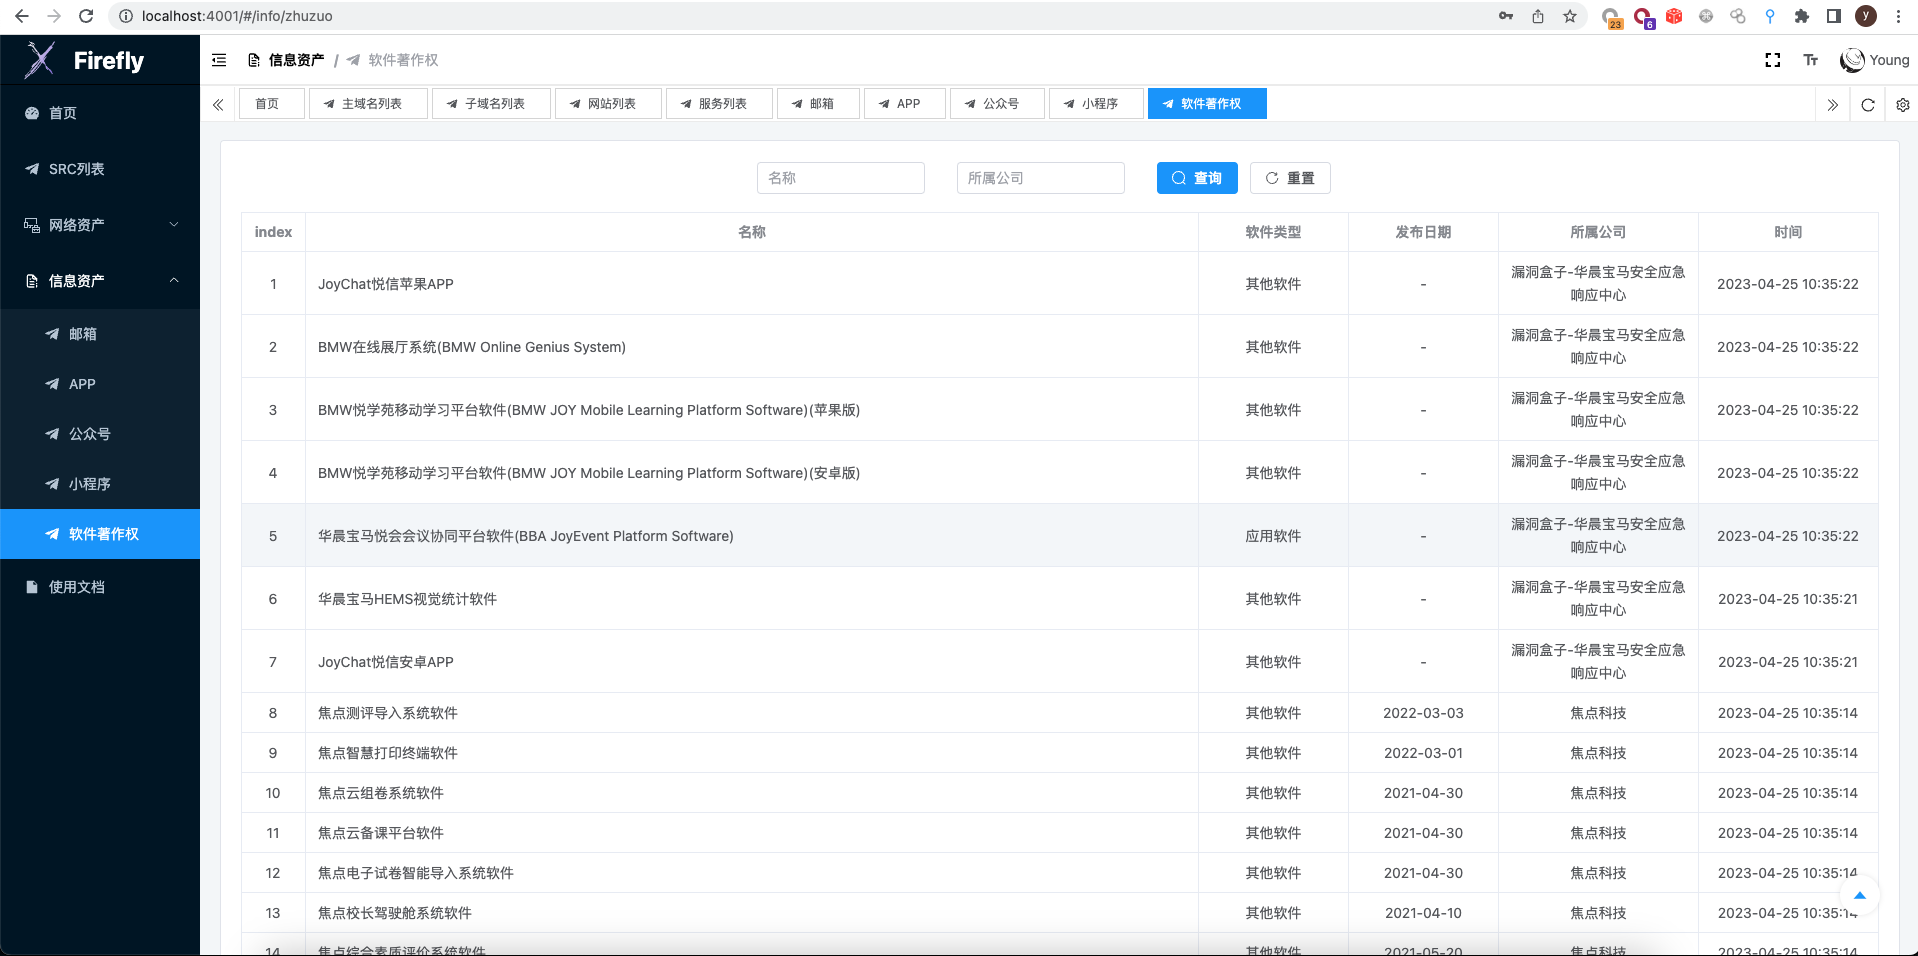 localhost:4001/#/info/zhuzuo
23
6
y
Firefly
信息资产 / 软件著作权
Young
首页
主域名列表
子域名列表
网站列表
服务列表
邮箱
APP
公众号
小程序
软件著作权
首页
SRC列表
网络资产
信息资产
邮箱
APP
公众号
小程序
软件著作权
使用文档
名称
所属公司
查询
重置
index 名称 软件类型 发布日期 所属公司 时间
1 JoyChat悦信苹果APP 其他软件 - 漏洞盒子-华晨宝马安全应急响应中心 2023-04-25 10:35:22
2 BMW在线展厅系统(BMW Online Genius System) 其他软件 - 漏洞盒子-华晨宝马安全应急响应中心 2023-04-25 10:35:22
3 BMW悦学苑移动学习平台软件(BMW JOY Mobile Learning Platform Software)(苹果版) 其他软件 - 漏洞盒子-华晨宝马安全应急响应中心 2023-04-25 10:35:22
4 BMW悦学苑移动学习平台软件(BMW JOY Mobile Learning Platform Software)(安卓版) 其他软件 - 漏洞盒子-华晨宝马安全应急响应中心 2023-04-25 10:35:22
5 华晨宝马悦会会议协同平台软件(BBA JoyEvent Platform Software) 应用软件 - 漏洞盒子-华晨宝马安全应急响应中心 2023-04-25 10:35:22
6 华晨宝马HEMS视觉统计软件 其他软件 - 漏洞盒子-华晨宝马安全应急响应中心 2023-04-25 10:35:21
7 JoyChat悦信安卓APP 其他软件 - 漏洞盒子-华晨宝马安全应急响应中心 2023-04-25 10:35:21
8 焦点测评导入系统软件 其他软件 2022-03-03 焦点科技 2023-04-25 10:35:14
9 焦点智慧打印终端软件 其他软件 2022-03-01 焦点科技 2023-04-25 10:35:14
10 焦点云组卷系统软件 其他软件 2021-04-30 焦点科技 2023-04-25 10:35:14
11 焦点云备课平台软件 其他软件 2021-04-30 焦点科技 2023-04-25 10:35:14
12 焦点电子试卷智能导入系统软件 其他软件 2021-04-30 焦点科技 2023-04-25 10:35:14
13 焦点校长驾驶舱系统软件 其他软件 2021-04-10 焦点科技 2023-04-25 10:35:14
14 焦点综合素质评价系统软件 其他软件 2021-05-20 焦点科技 2023-04-25 10:35:14